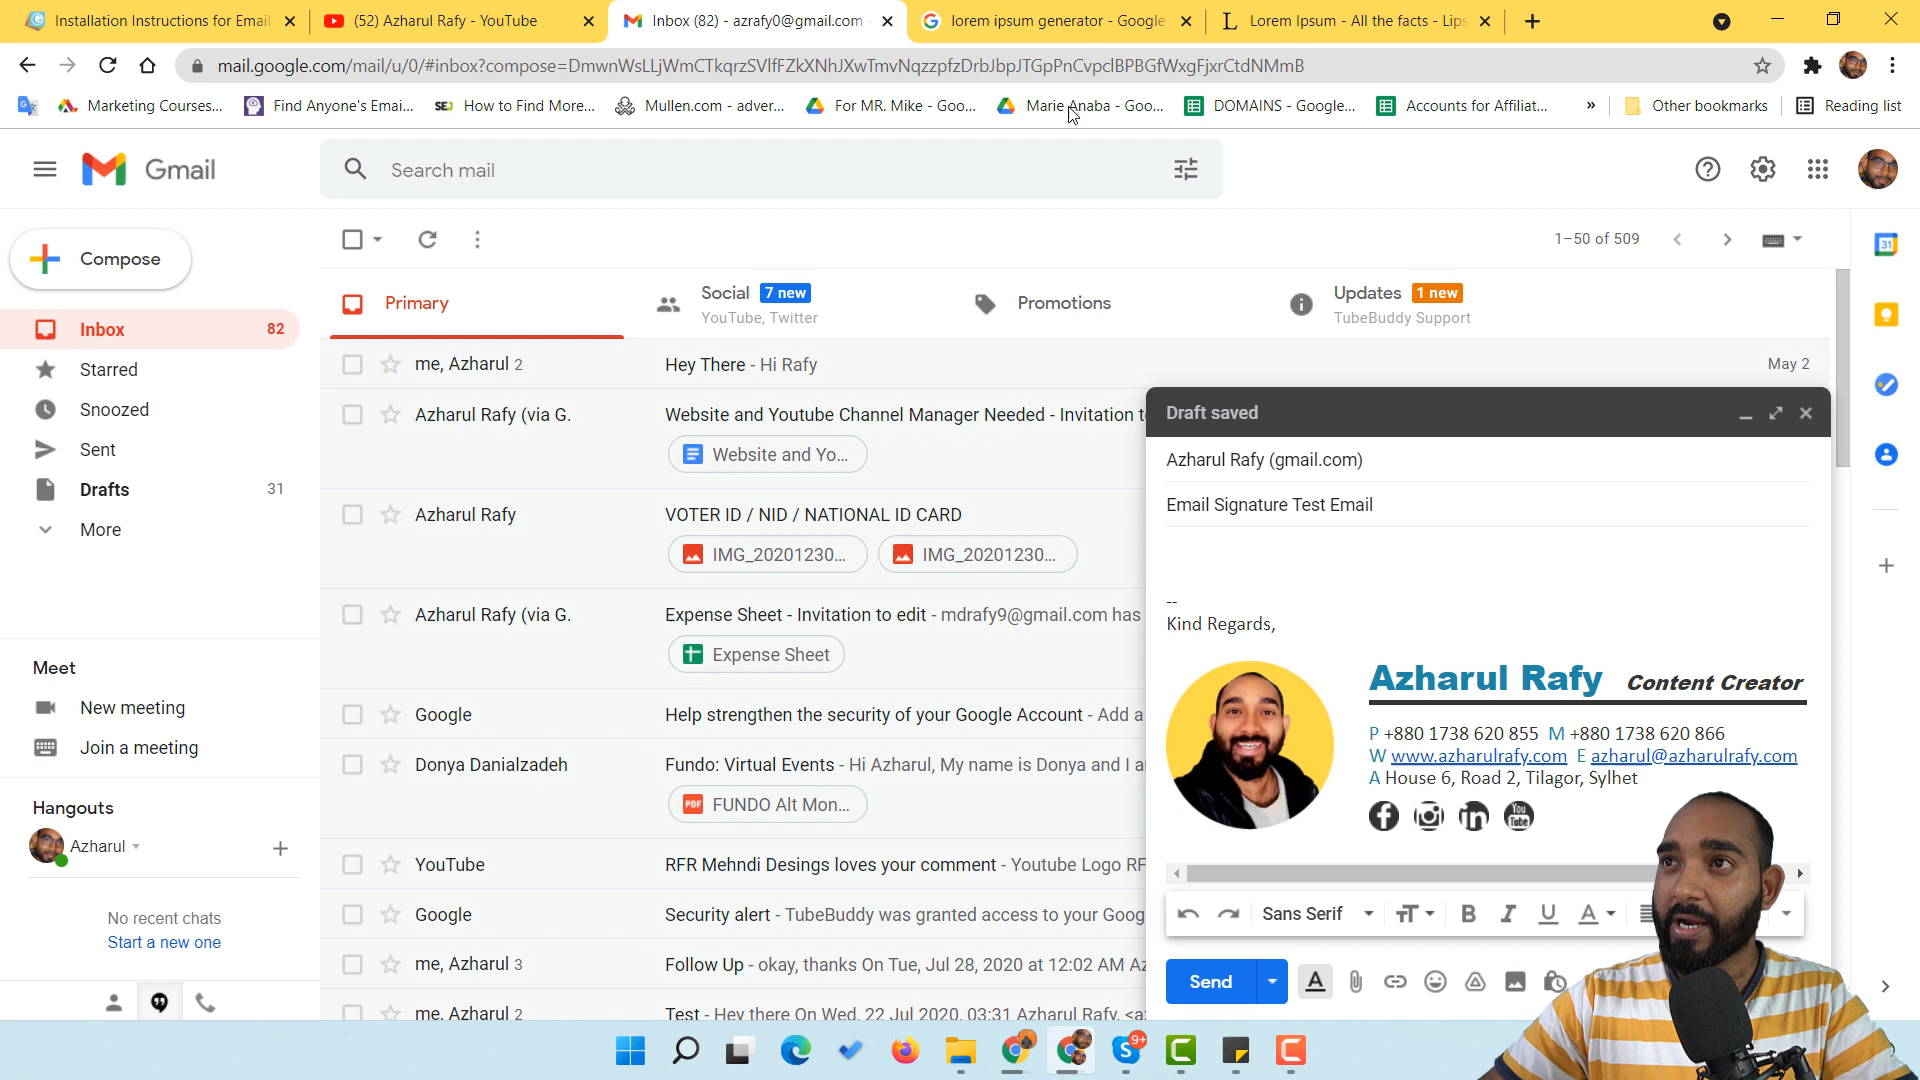 Installation Instructions for Email
(52) Azharul Rafy - YouTube
Inbox (82) - azrafy0@gmail.com
lorem ipsum generator - Google
Lorem Ipsum - All the facts - Lips
mail.google.com/mail/u/0/#inbox?compose=DmwnWsLLjWmCTkqrzSVlfFZkXNhJXwTmvNqzzpfzDrbJbpJTGpPnCvpclBPBGfWxgFjxrCtdNMmB
Marketing Courses...
Find Anyone's Emai...
SEJ How to Find More...
Mullen.com - adver...
For MR. Mike - Goo...
Marie Anaba - Goo...
DOMAINS - Google...
Accounts for Affiliat...
»
Other bookmarks
Reading list
Gmail
Search mail
Compose
1–50 of 509
31
Primary
Social 7 new
YouTube, Twitter
Promotions
Updates 1 new
TubeBuddy Support
Inbox 82
Starred
Snoozed
Sent
Drafts 31
More
Meet
New meeting
Join a meeting
Hangouts
Azharul
No recent chats
Start a new one
me, Azharul 2 Hey There - Hi Rafy May 2
Azharul Rafy (via G. Website and Youtube Channel Manager Needed - Invitation t
Website and Yo...
Azharul Rafy VOTER ID / NID / NATIONAL ID CARD
IMG_20201230... IMG_20201230...
Azharul Rafy (via G. Expense Sheet - Invitation to edit - mdrafy9@gmail.com has
Expense Sheet
Google Help strengthen the security of your Google Account - Add a
Donya Danialzadeh Fundo: Virtual Events - Hi Azharul, My name is Donya and I a
PDF FUNDO Alt Mon...
YouTube RFR Mehndi Desings loves your comment - Youtube Logo RF
Google Security alert - TubeBuddy was granted access to your Goog
me, Azharul 3 Follow Up - okay, thanks On Tue, Jul 28, 2020 at 12:02 AM Az
me, Azharul 2 Test - Hey there On Wed, 22 Jul 2020, 03:31 Azharul Rafy, <a
Draft saved
Azharul Rafy (gmail.com)
Email Signature Test Email
--
Kind Regards,
Azharul Rafy Content Creator
P +880 1738 620 855 M +880 1738 620 866
W www.azharulrafy.com E azharul@azharulrafy.com
A House 6, Road 2, Tilagor, Sylhet
You Tube
Sans Serif
B I U A
Send
A
9+